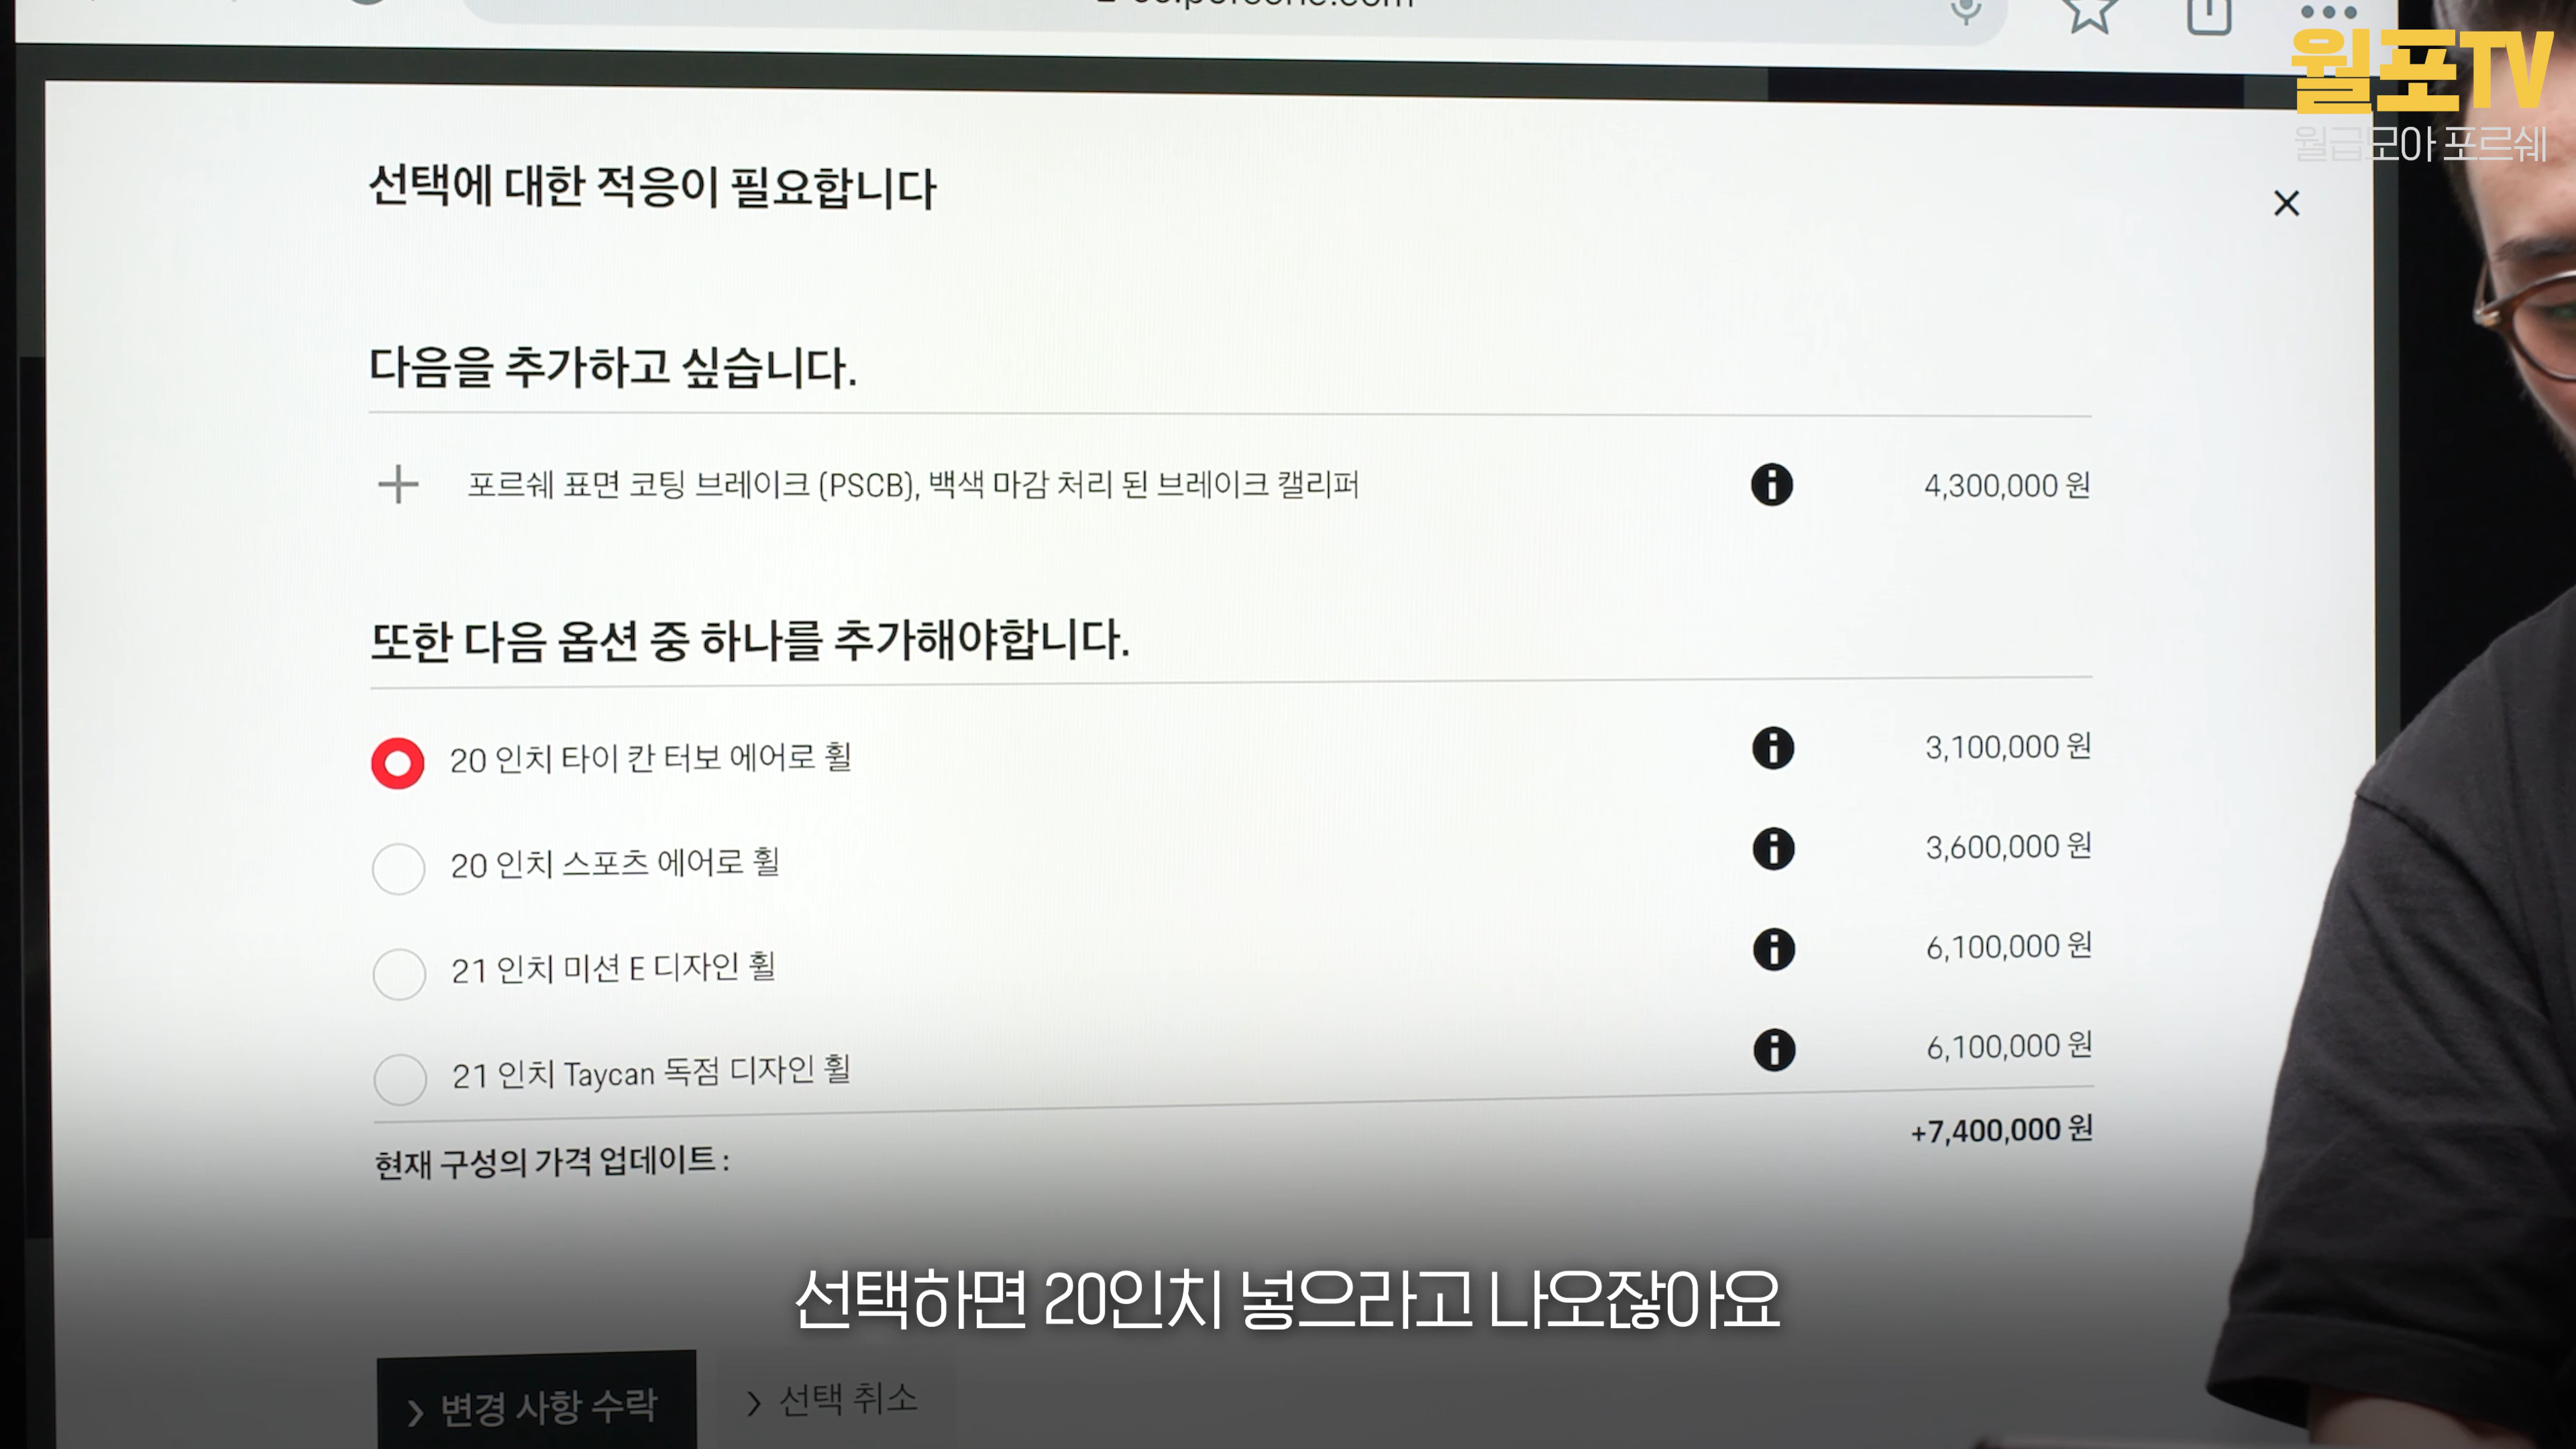 월포TV
월급모아 포르쉐
선택에 대한 적응이 필요합니다
다음을 추가하고 싶습니다.
포르쉐 표면 코팅 브레이크 (PSCB), 백색 마감 처리 된 브레이크 캘리퍼 4,300,000 원
또한 다음 옵션 중 하나를 추가해야합니다.
20 인치 타이 칸 터보 에어로 휠 3,100,000 원
20 인치 스포츠 에어로 휠 3,600,000 원
21 인치 미션 E 디자인 휠 6,100,000 원
21 인치 Taycan 독점 디자인 휠 6,100,000 원
현재 구성의 가격 업데이트 : +7,400,000 원
선택하면 20인치 넣으라고 나오잖아요
변경 사항 수락 선택 취소